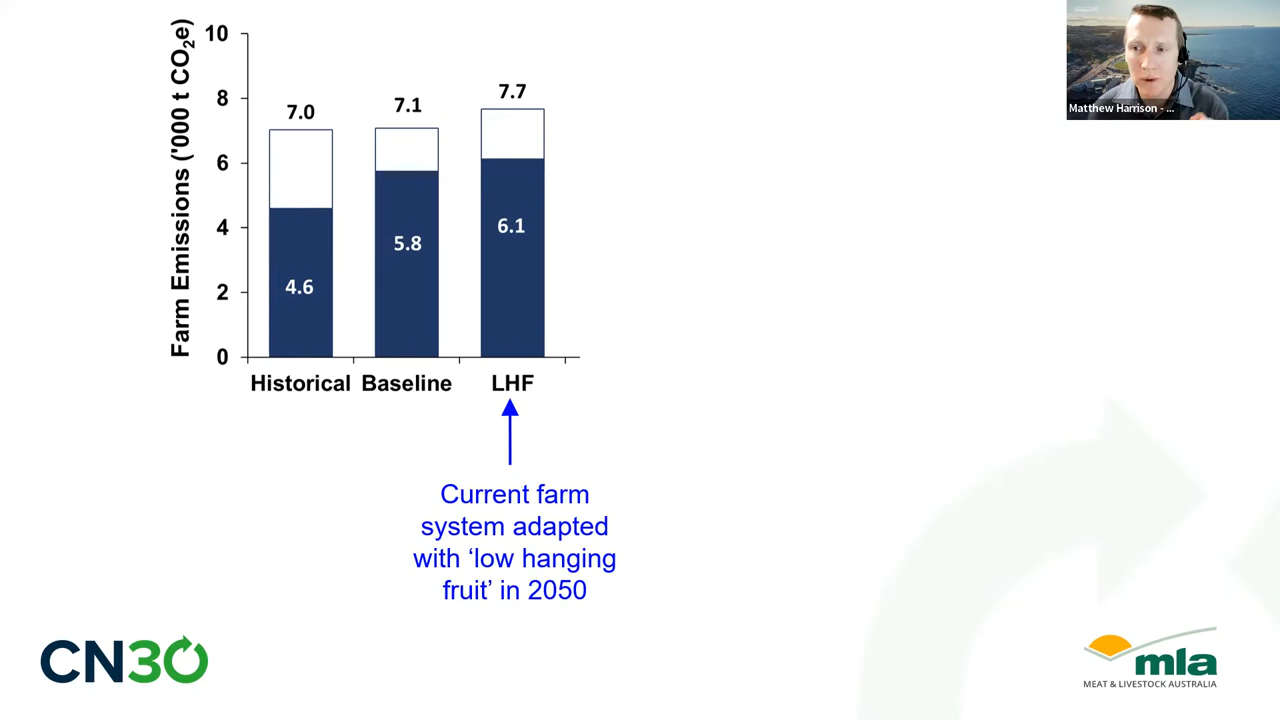 Farm Emissions ('000 t CO₂e)
10
8
6
4
2
0
7.0
7.1
7.7
4.6
5.8
6.1
Historical
Baseline
LHF
Current farm
system adapted
with ‘low hanging
fruit’ in 2050
Matthew Harrison - ...
CN30
mla
MEAT & LIVESTOCK AUSTRALIA